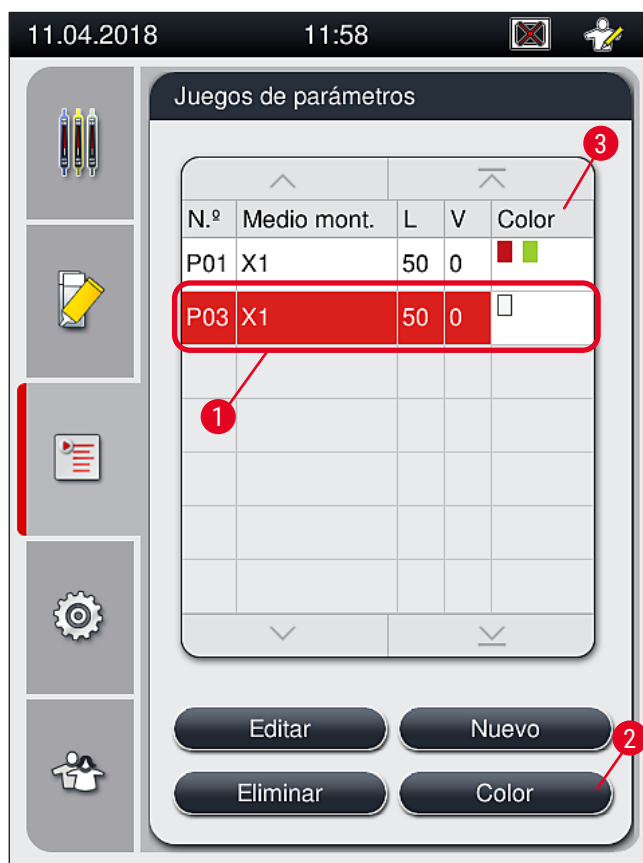 11.04.2018 11:58
Juegos de parámetros
3
N.º Medio mont. L V Color
P01 X1 50 0
P03 X1 50 0
1
Editar Nuevo
2
Eliminar Color